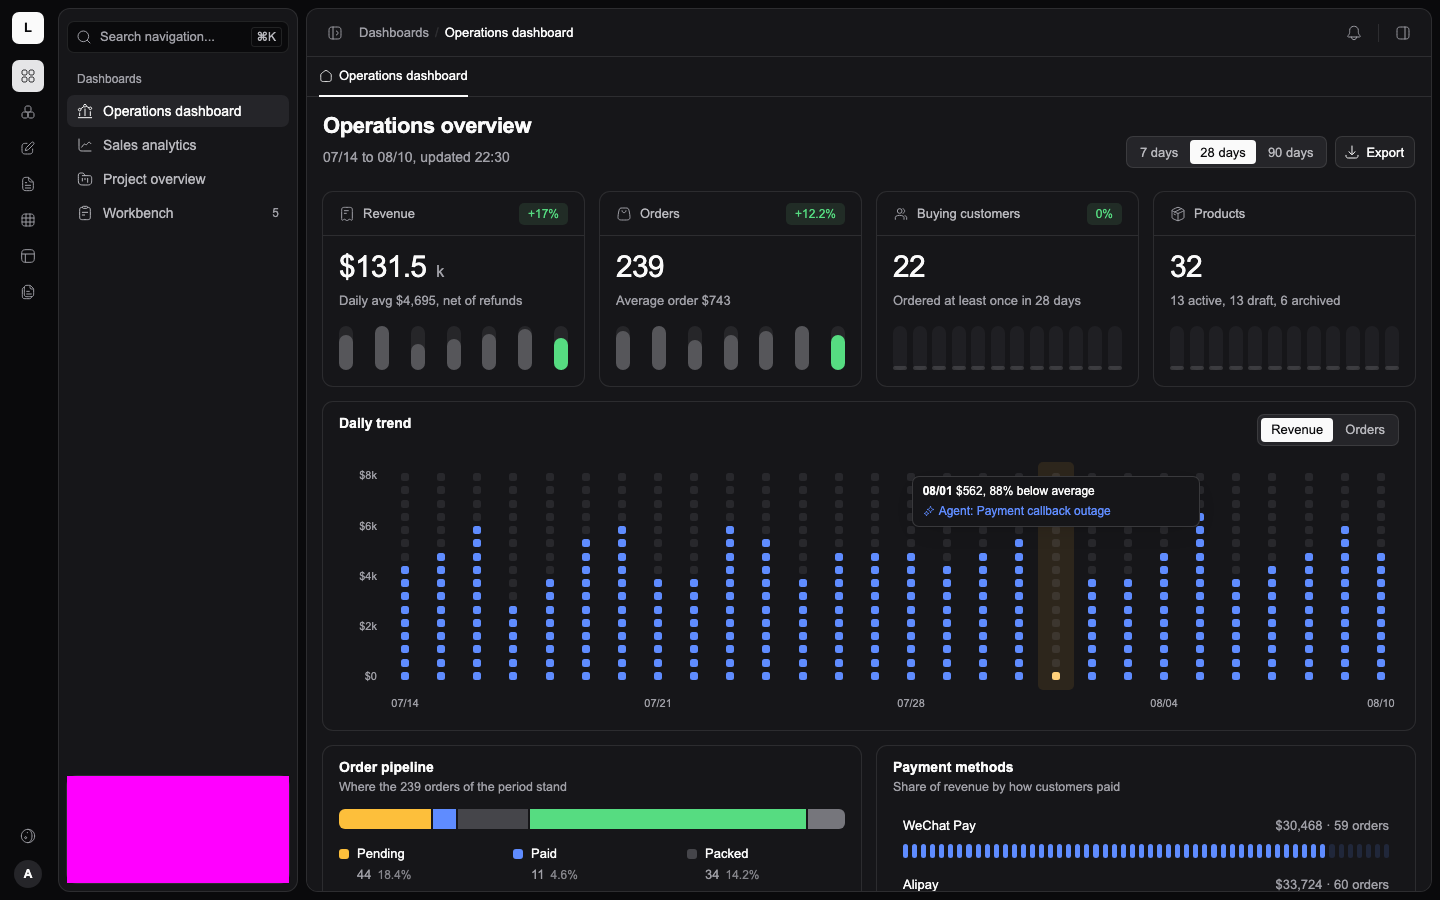 L
Search navigation...
⌘K
Dashboards
Operations dashboard
Sales analytics
Project overview
Workbench
5
A
Dashboards / Operations dashboard
Operations dashboard
Operations overview
07/14 to 08/10, updated 22:30
7 days
28 days
90 days
Export
Revenue
+17%
$131.5 k
Daily avg $4,695, net of refunds
Orders
+12.2%
239
Average order $743
Buying customers
0%
22
Ordered at least once in 28 days
Products
32
13 active, 13 draft, 6 archived
Daily trend
Revenue
Orders
$8k
$6k
$4k
$2k
$0
08/01 $562, 88% below average
Agent: Payment callback outage
07/14
07/21
07/28
08/04
08/10
Order pipeline
Where the 239 orders of the period stand
Pending
44 18.4%
Paid
11 4.6%
Packed
34 14.2%
Payment methods
Share of revenue by how customers paid
WeChat Pay
$30,468 · 59 orders
Alipay
$33,724 · 60 orders